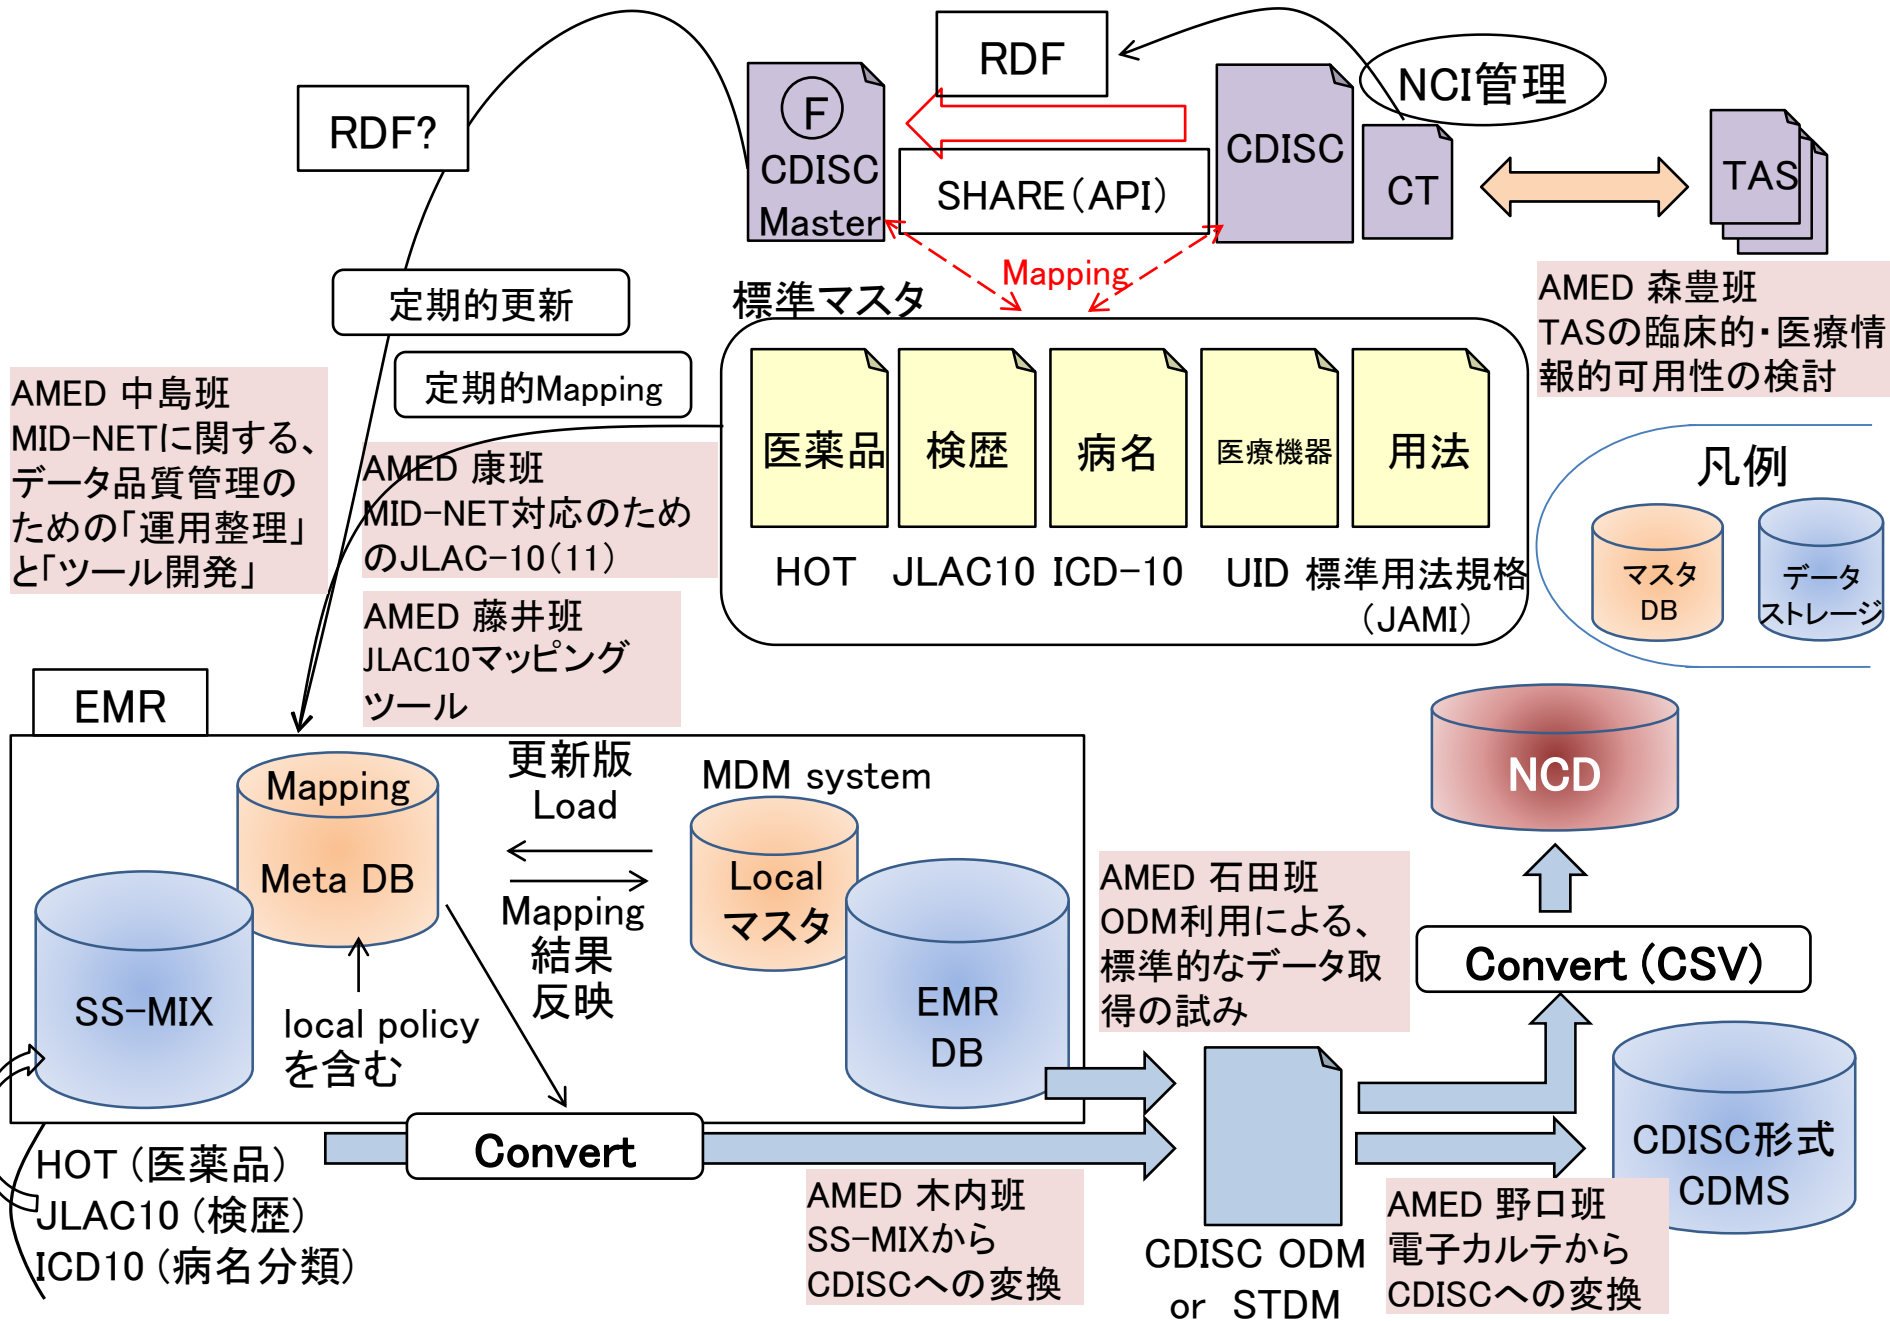 RDF
NCI管理
RDF?
F
CDISC
Master
SHARE(API)
CDISC
CT
TAS
Mapping
定期的更新
標準マスタ
AMED 森豊班
TASの臨床的・医療情
報的可用性の検討
定期的Mapping
AMED 中島班
MID-NETに関する、
データ品質管理の
ための「運用整理」
と「ツール開発」
AMED 康班
MID-NET対応のため
のJLAC-10(11)
医薬品
検歴
病名
医療機器
用法
HOT
JLAC10
ICD-10
UID
標準用法規格
(JAMI)
凡例
マスタ
DB
データ
ストレージ
AMED 藤井班
JLAC10マッピング
ツール
EMR
Mapping
Meta DB
更新版
Load
Mapping
結果
反映
MDM system
Local
マスタ
EMR
DB
SS-MIX
local policy
を含む
NCD
AMED 石田班
ODM利用による、
標準的なデータ取
得の試み
Convert (CSV)
Convert
HOT (医薬品)
JLAC10 (検歴)
ICD10 (病名分類)
AMED 木内班
SS-MIXから
CDISCへの変換
CDISC ODM
or STDM
CDISC形式
CDMS
AMED 野口班
電子カルテから
CDISCへの変換